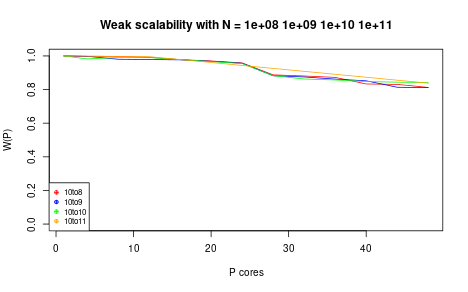 Weak scalability with N = 1e+08 1e+09 1e+10 1e+11
W(P)
1.0
0.8
0.6
0.4
0.2
0.0
10to8
10to9
10to10
10to11
0 10 20 30 40
P cores